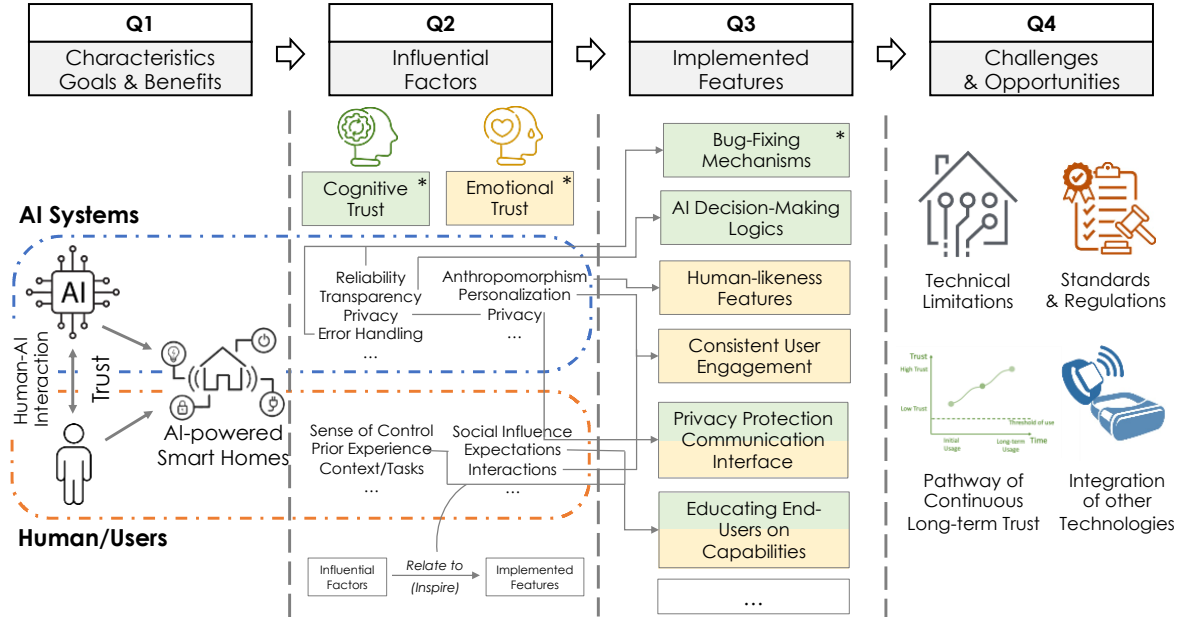 Q1
Characteristics
Goals & Benefits
Q2
Influential
Factors
Q3
Implemented
Features
Q4
Challenges
& Opportunities
AI Systems
AI
Human-AI
Interaction
Trust
AI-powered
Smart Homes
Human/Users
Cognitive *
Trust
Emotional *
Trust
Reliability
Transparency
Privacy
Error Handling
...
Anthropomorphism
Personalization
Privacy
...
Sense of Control
Prior Experience
Context/Tasks
...
Social Influence
Expectations
Interactions
...
Influential
Factors
Relate to
(Inspire)
Implemented
Features
Bug-Fixing *
Mechanisms
AI Decision-Making
Logics
Human-likeness
Features
Consistent User
Engagement
Privacy Protection
Communication
Interface
Educating End-
Users on
Capabilities
...
Technical
Limitations
Standards
& Regulations
Trust
High Trust
Low Trust
Threshold of use
Initial
Usage
Long-term
Usage
Time
Pathway of
Continuous
Long-term Trust
Integration
of other
Technologies